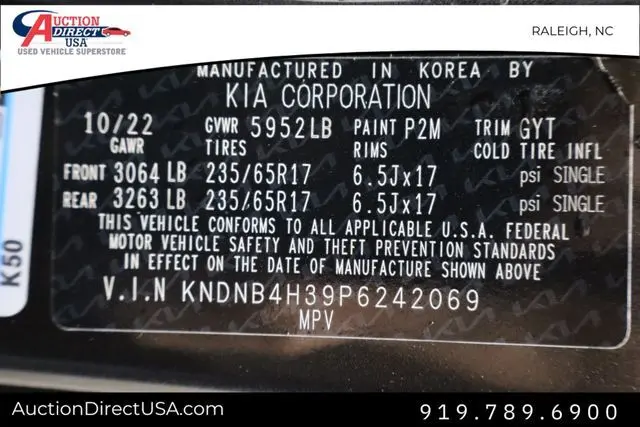 AUCTION
DIRECT
USA
USED VEHICLE SUPERSTORE
RALEIGH, NC
MANUFACTURED IN KOREA BY
KIA CORPORATION
10/22 GVWR 5952LB PAINT P2M TRIM GYT
GAWR TIRES RIMS COLD TIRE INFL
FRONT 3064 LB 235/65R17 6.5Jx17 psi SINGLE
REAR 3263 LB 235/65R17 6.5Jx17 psi SINGLE
THIS VEHICLE CONFORMS TO ALL APPLICABLE U.S.A. FEDERAL
MOTOR VEHICLE SAFETY AND THEFT PREVENTION STANDARDS
IN EFFECT ON THE DATE OF MANUFACTURE SHOWN ABOVE
V.I.N KNDNB4H39P6242069
MPV
K50
AuctionDirectUSA.com
919.789.6900